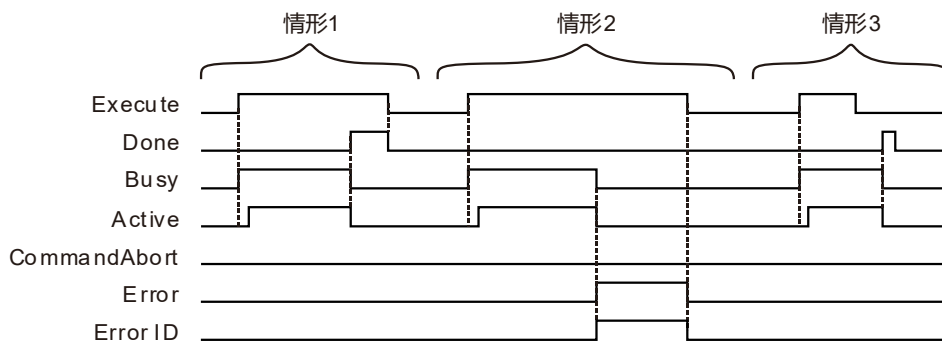 情形1 情形2 情形3
Execute
Done
Busy
Active
CommandAbort
Error
Error ID